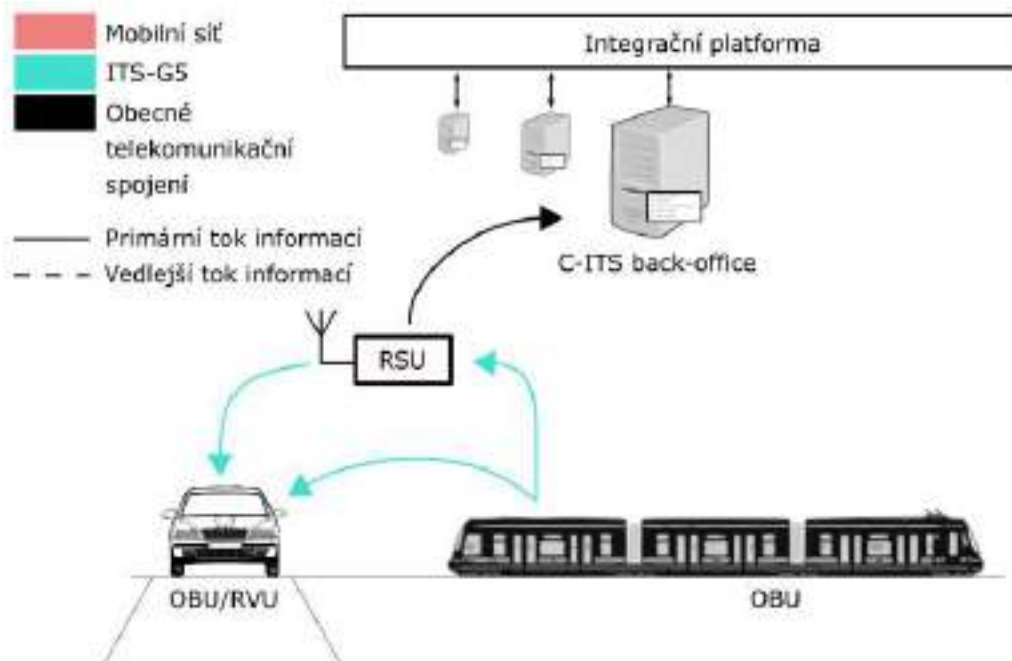 Mobilní síť
ITS-G5
Obecné
telekomunikační
spojení
Primární tok informací
Vedlejší tok informací
Integrační platforma
C-ITS back-office
RSU
OBU/RVU
OBU